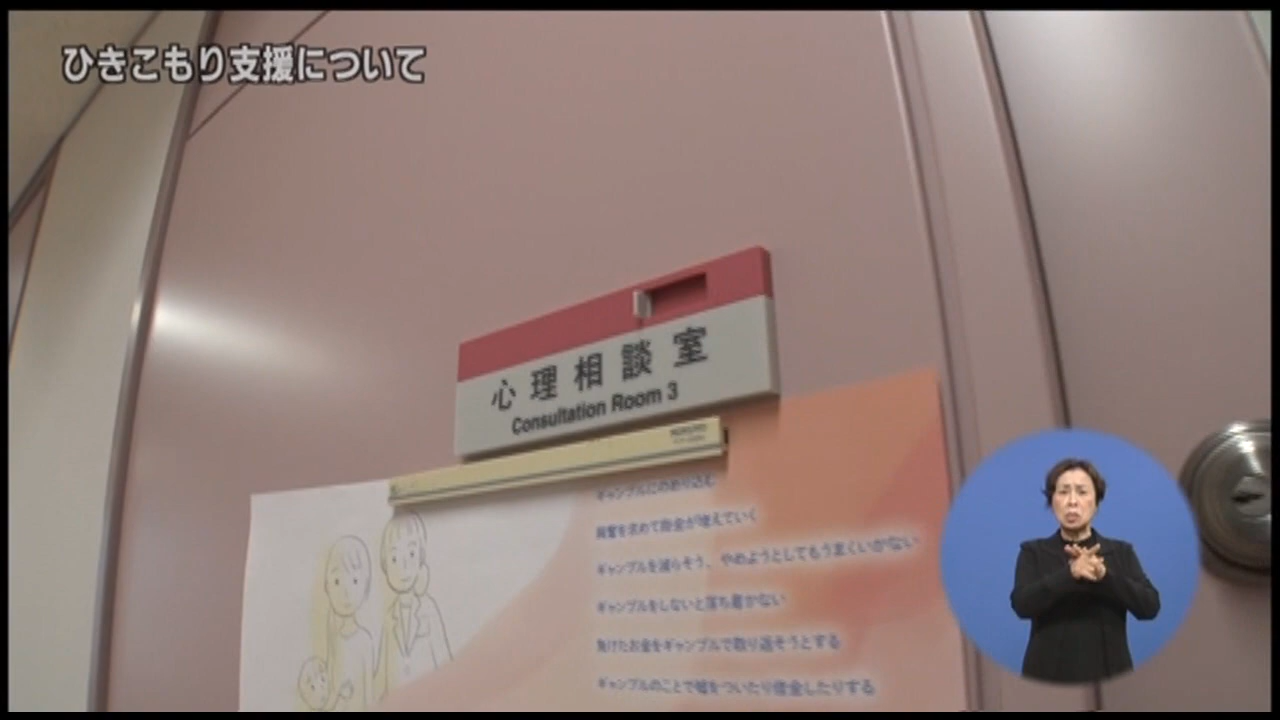 ひきこもり支援について
心理相談室
Consultation Room 3
ギャンブルにのめり込む
興奮を求めて掛金が増えていく
ギャンブルを減らそう、やめようとしてもうまくいかない
ギャンブルをしないと落ち着かない
負けたお金をギャンブルで取り返そうとする
ギャンブルのことで嘘をついたり借金したりする